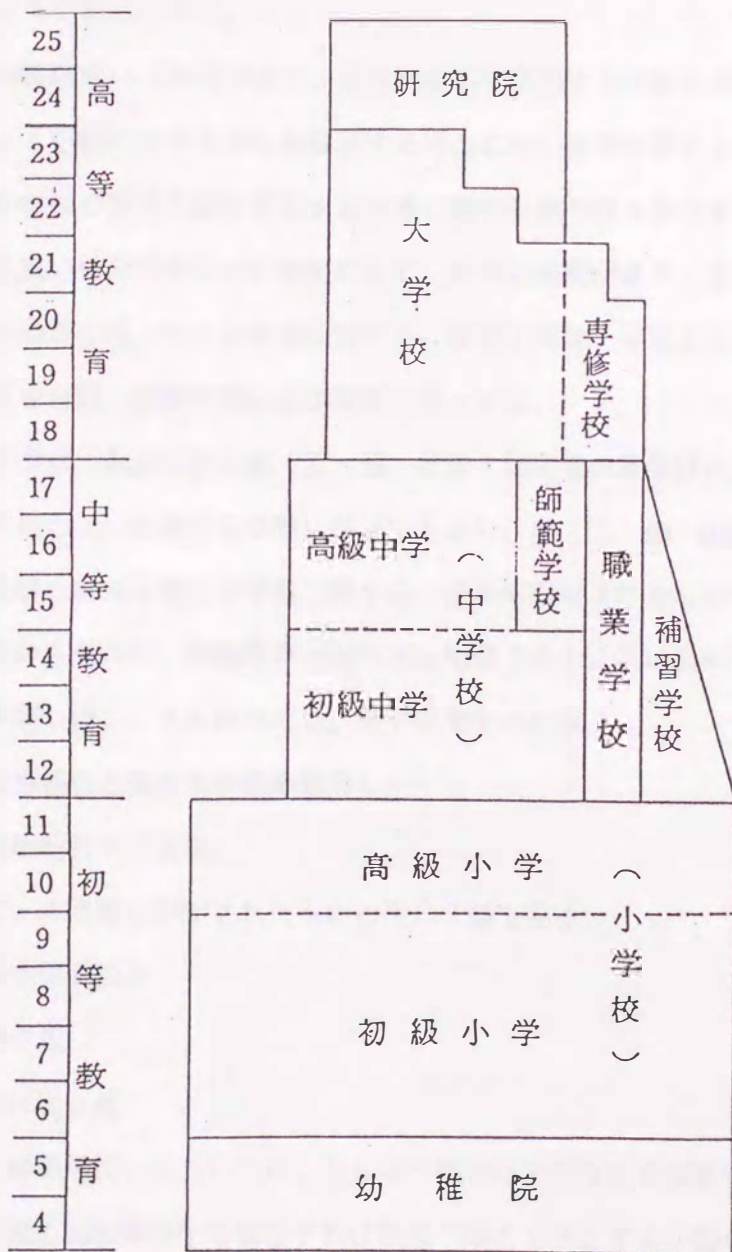 25
24
23
22
21
20
19
18
17
16
15
14
13
12
11
10
9
8
7
6
5
4
高等教育
中等教育
初等教育
研究院
大学校
専修学校
師範学校
職業学校
補習学校
高級中学
初級中学
（中学校）
高級小学
初級小学
（小学校）
幼稚院